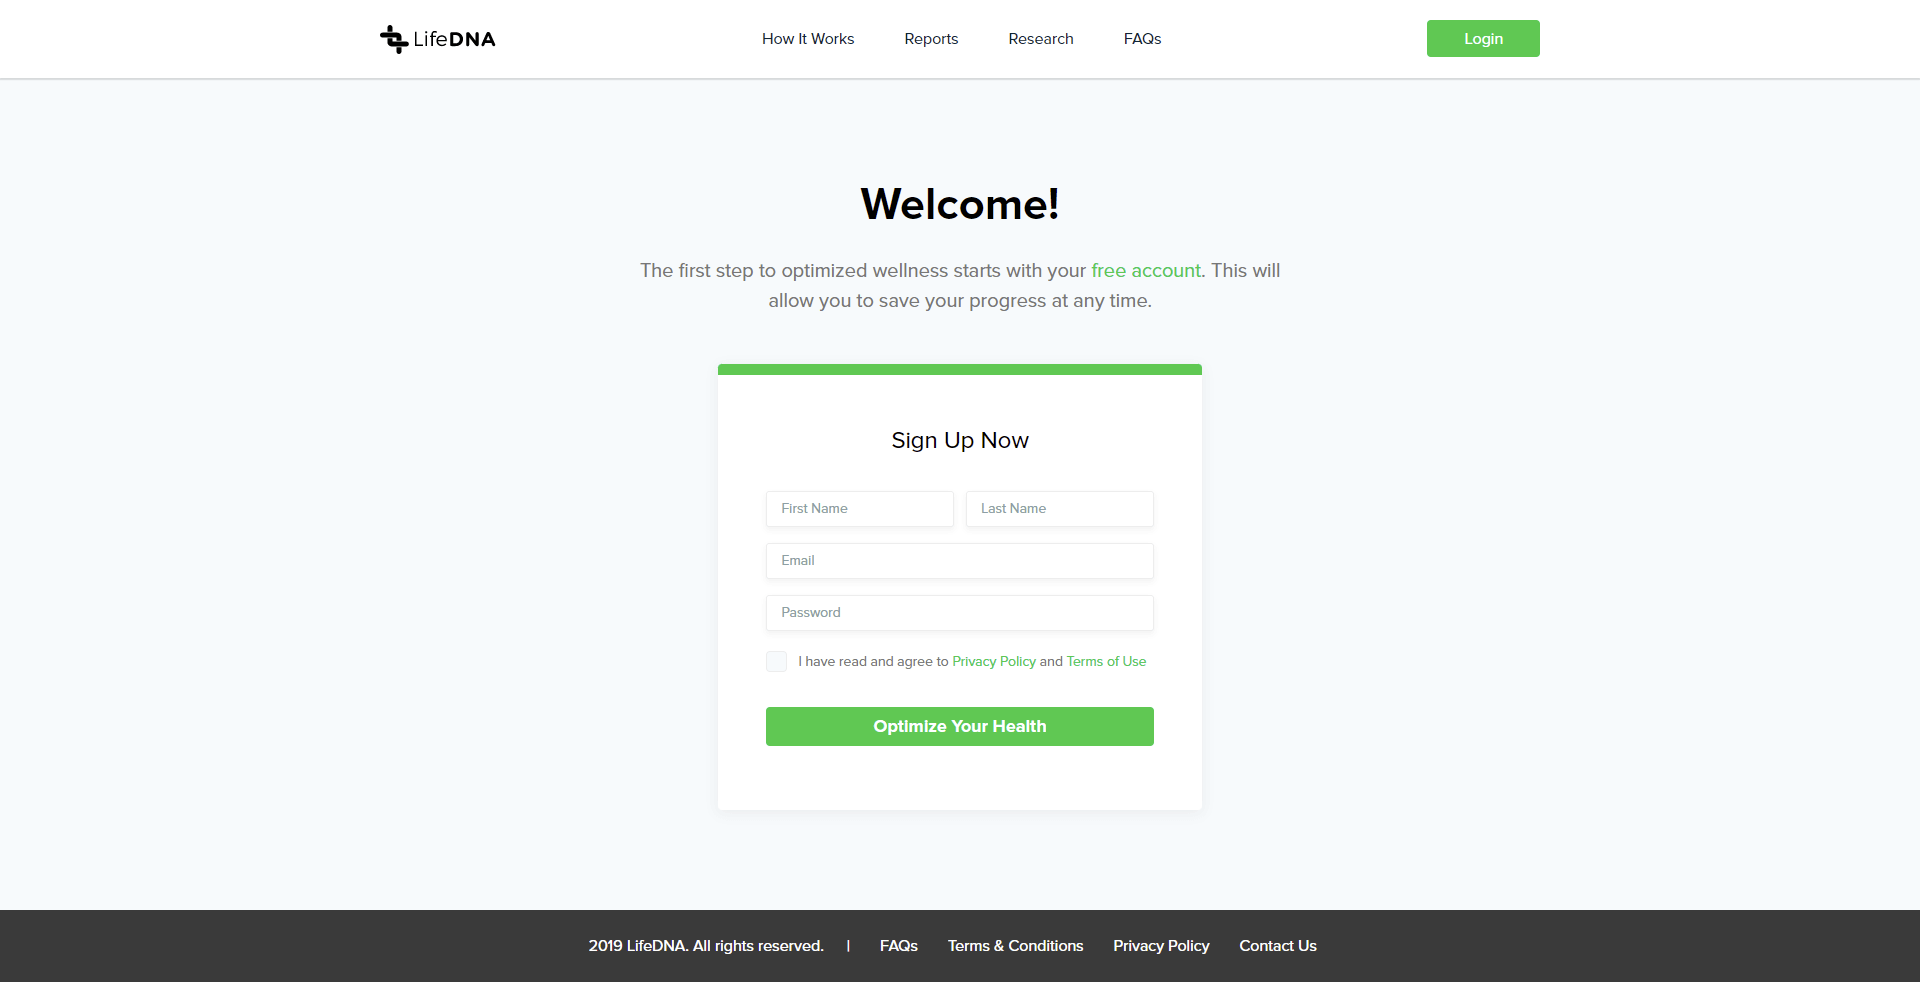 LifeDNA
How It Works
Reports
Research
FAQs
Login
Welcome!
The first step to optimized wellness starts with your free account. This will
allow you to save your progress at any time.
Sign Up Now
First Name
Last Name
Email
Password
I have read and agree to Privacy Policy and Terms of Use
Optimize Your Health
2019 LifeDNA. All rights reserved. | FAQs Terms & Conditions Privacy Policy Contact Us